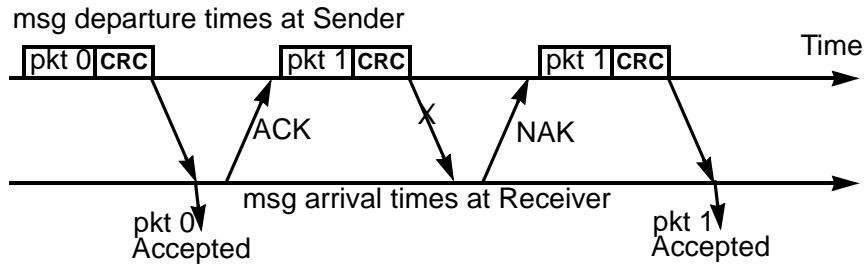 msg departure times at Sender
pkt 0 CRC pkt 1 CRC pkt 1 CRC Time
ACK X NAK
msg arrival times at Receiver
pkt 0 pkt 1
Accepted Accepted